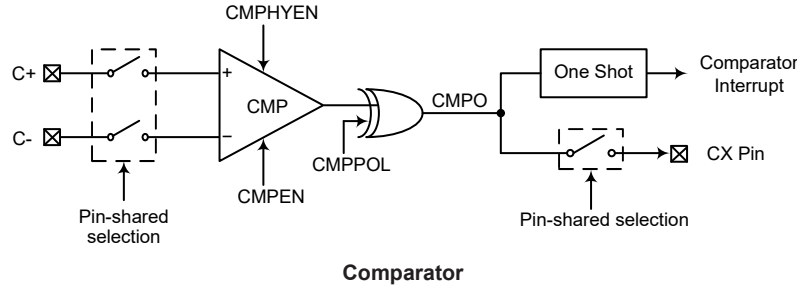 CMPHYEN
C+
+
CMP
One Shot
Comparator
Interrupt
CMPO
C-
−
CX Pin
CMPPOL
CMPEN
Pin-shared
selection
Pin-shared selection
Comparator